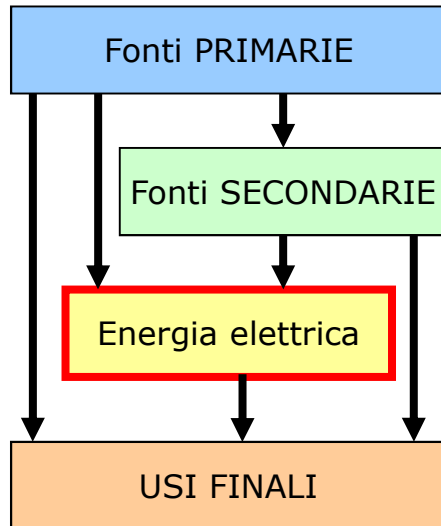 Fonti PRIMARIE
Fonti SECONDARIE
Energia elettrica
USI FINALI